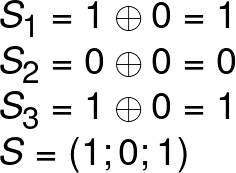 S₁ = 1 ⊕ 0 = 1
S₂ = 0 ⊕ 0 = 0
S₃ = 1 ⊕ 0 = 1
S = (1; 0; 1)